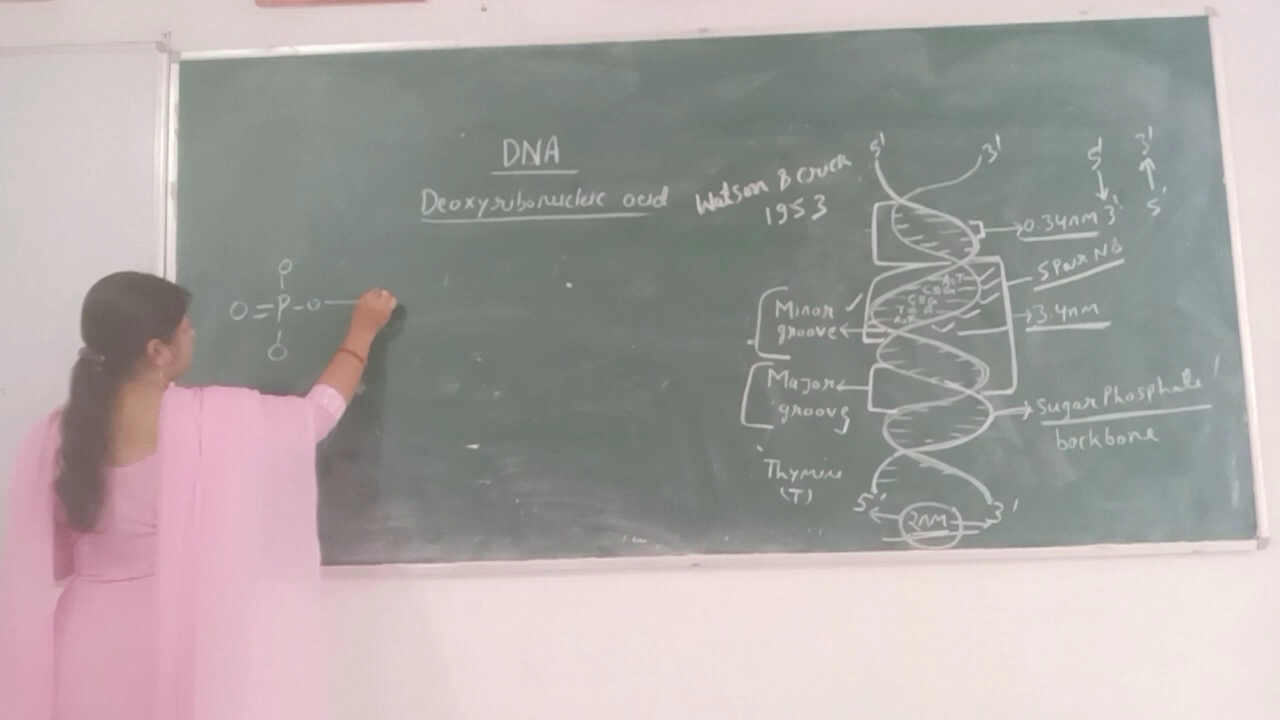 DNA
Deoxyribonucleic acid
Watson & Crick
1953
O
O=P-O
O
5' 3'
5' 3'
3' 5'
0.34nm
5 Pair NB
3.4nm
A=T
C≡G
Minor
groove
Major
groove
Sugar Phosphate
backbone
Thymine
(T)
5' 3'
2nm